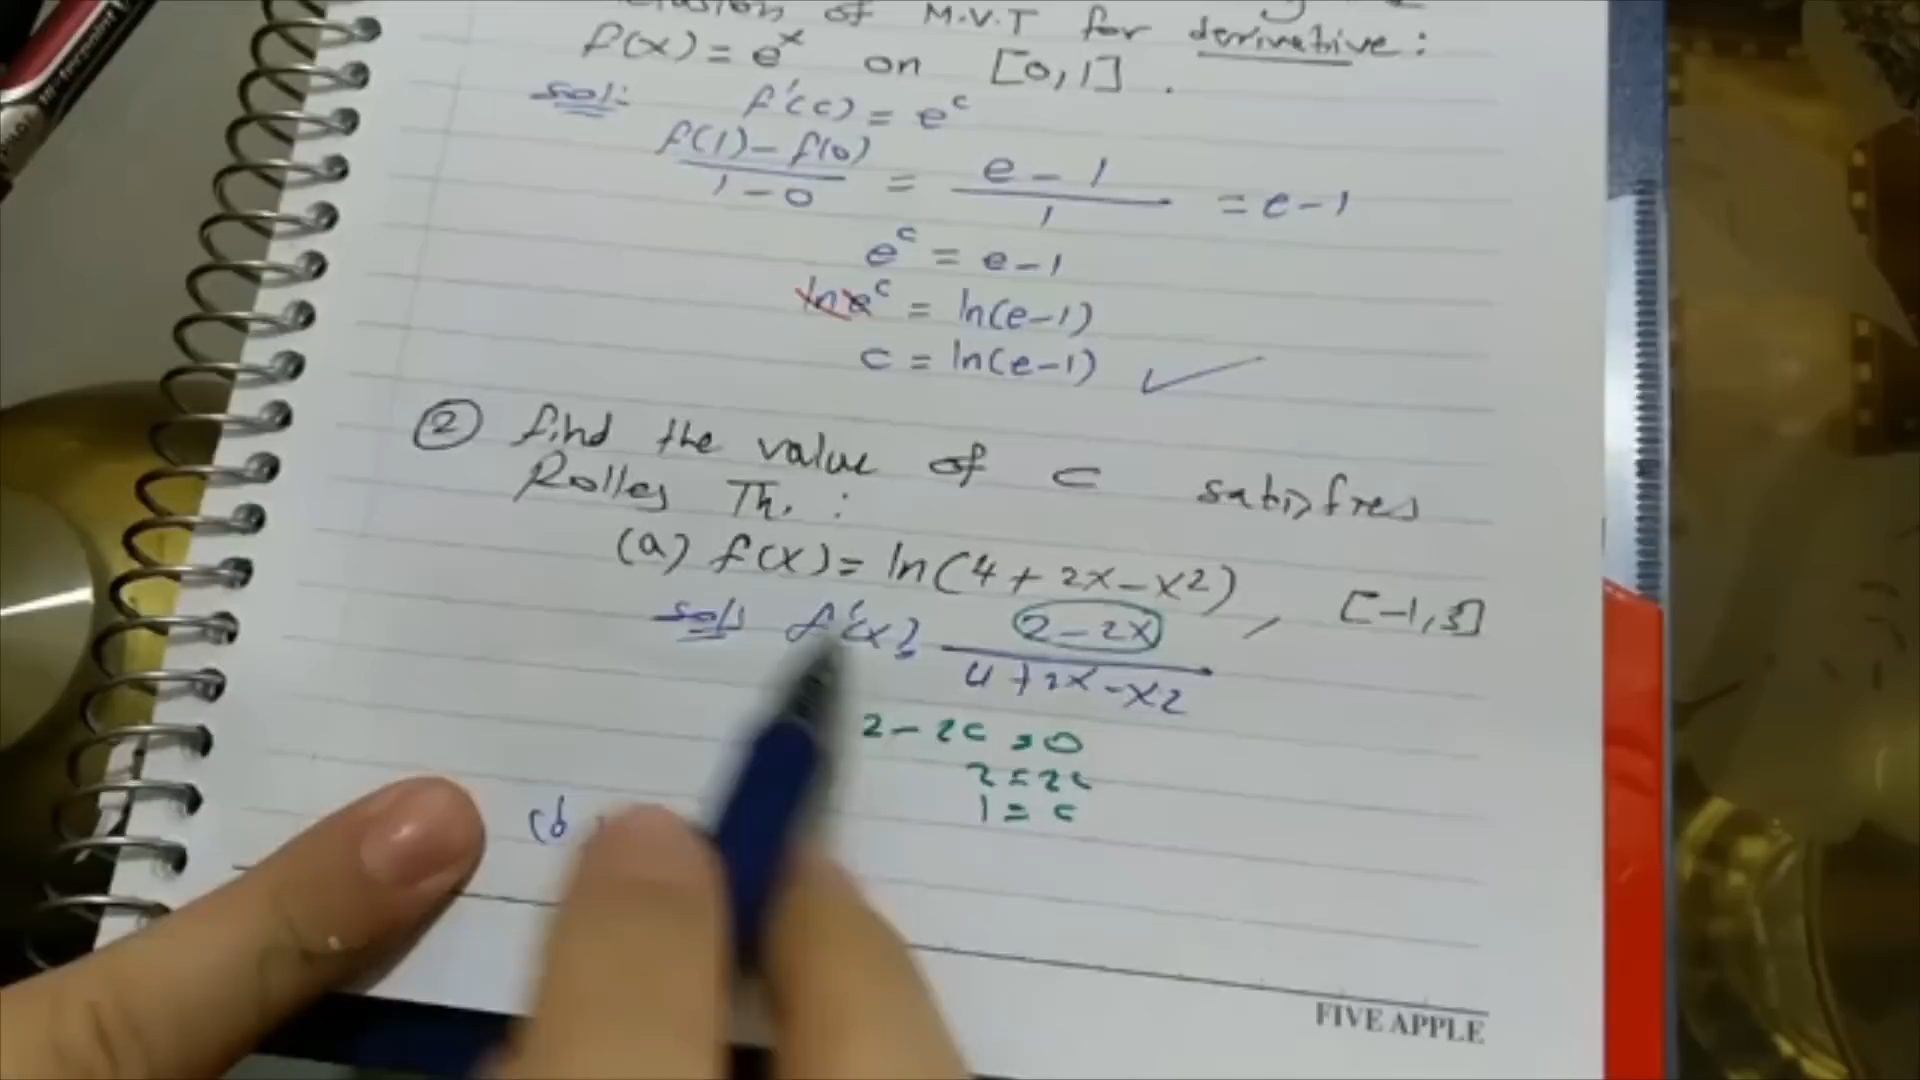 of M.V.T for derivative:
f(x) = e^x on [0,1].
sol: f'(c) = e^c
f(1)-f(0) / 1-0 = e-1 / 1 = e-1
e^c = e-1
ln e^c = ln(e-1)
c = ln(e-1) ✓
② find the value of c satisfies
Rolles Th. :
(a) f(x) = ln(4+2x-x2), [-1,3]
sol: f'(x) = 2-2x / 4+2x-x2
2-2c=0
2=2c
1=c
(b
FIVE APPLE